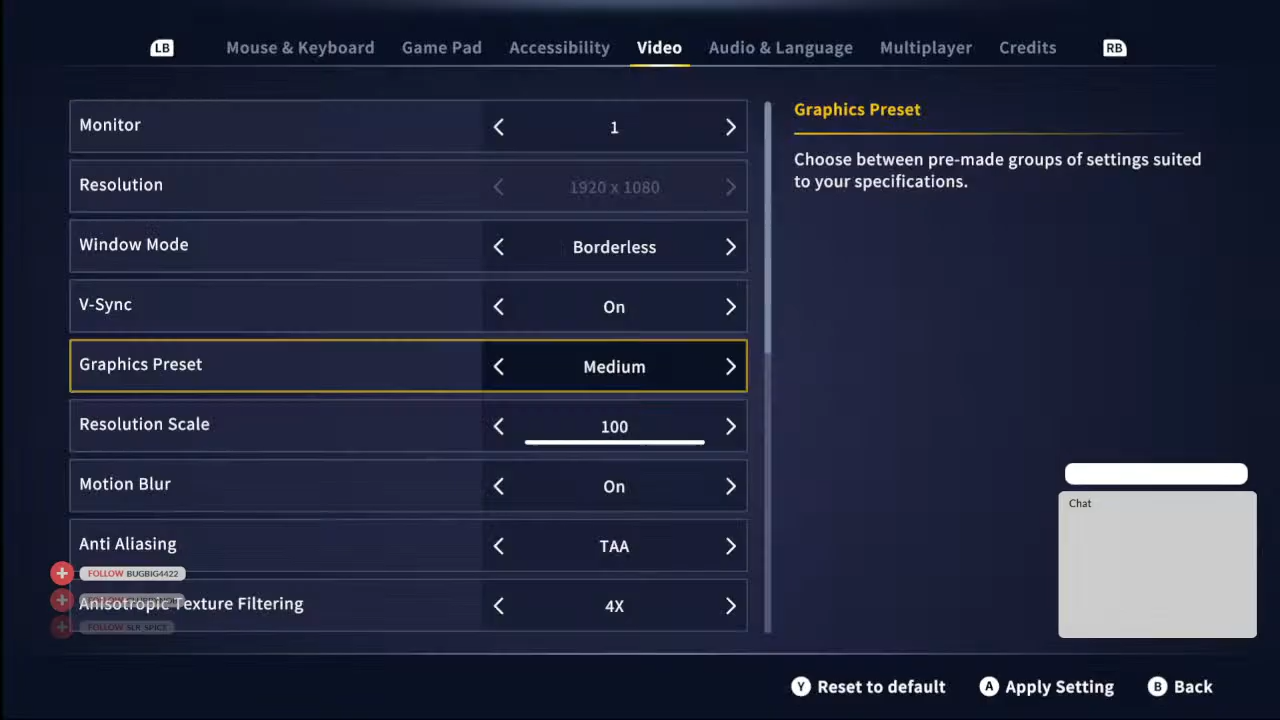 LB
Mouse & Keyboard
Game Pad
Accessibility
Video
Audio & Language
Multiplayer
Credits
RB
Monitor
1
Resolution
1920 x 1080
Window Mode
Borderless
V-Sync
On
Graphics Preset
Medium
Resolution Scale
100
Motion Blur
On
Anti Aliasing
TAA
FOLLOW BUGBIG4422
Anisotropic Texture Filtering
4X
FOLLOW
FOLLOW SLR_SPICE
Graphics Preset
Choose between pre-made groups of settings suited
to your specifications.
Chat
Y Reset to default
A Apply Setting
B Back